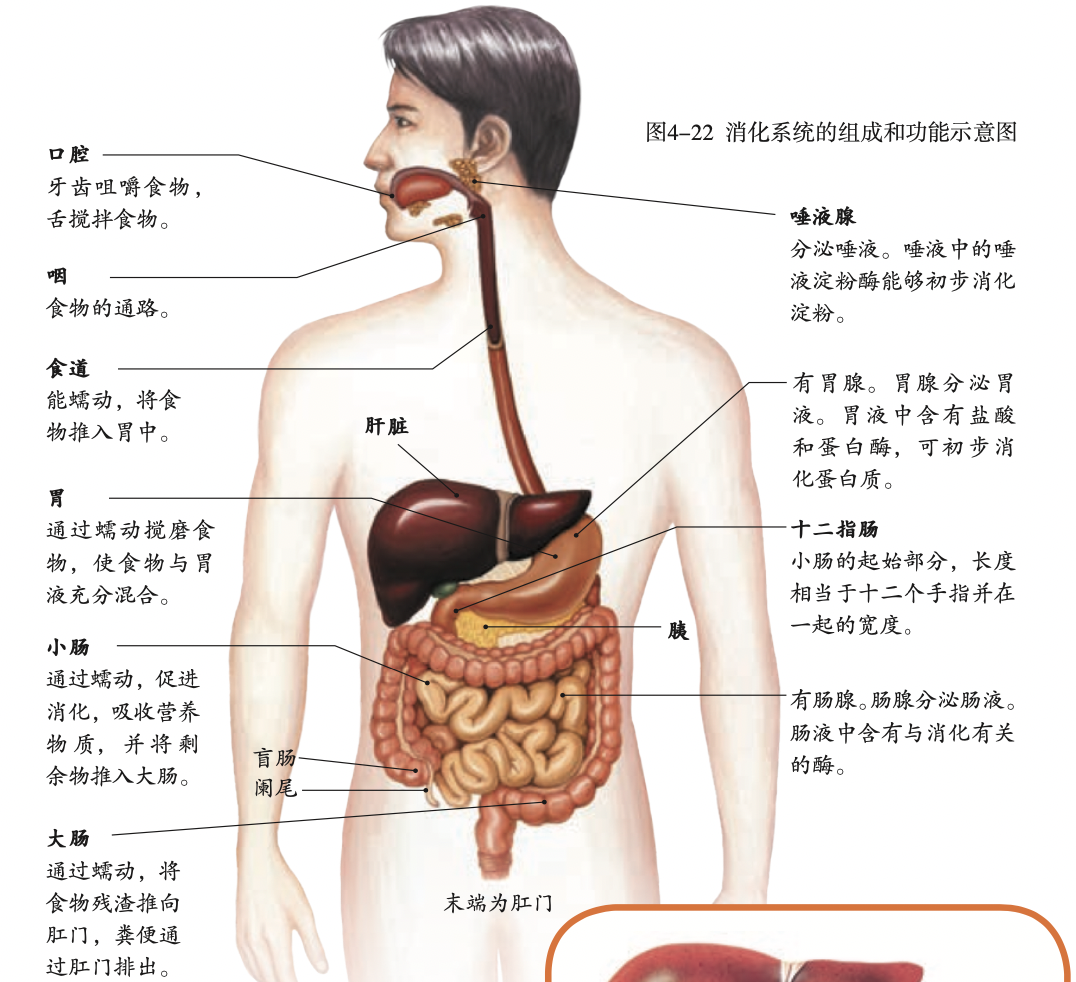 图4-22 消化系统的组成和功能示意图
口腔
牙齿咀嚼食物，
舌搅拌食物。
咽
食物的通路。
食道
能蠕动，将食
物推入胃中。
胃
通过蠕动搅磨食
物，使食物与胃
液充分混合。
小肠
通过蠕动，促进
消化，吸收营养
物质，并将剩
余物推入大肠。
盲肠
阑尾
大肠
通过蠕动，将
食物残渣推向
肛门，粪便通
过肛门排出。
肝脏
唾液腺
分泌唾液。唾液中的唾
液淀粉酶能够初步消化
淀粉。
有胃腺。胃腺分泌胃
液。胃液中含有盐酸
和蛋白酶，可初步消
化蛋白质。
十二指肠
小肠的起始部分，长度
相当于十二个手指并在
一起的宽度。
胰
有肠腺。肠腺分泌肠液。
肠液中含有与消化有关
的酶。
末端为肛门